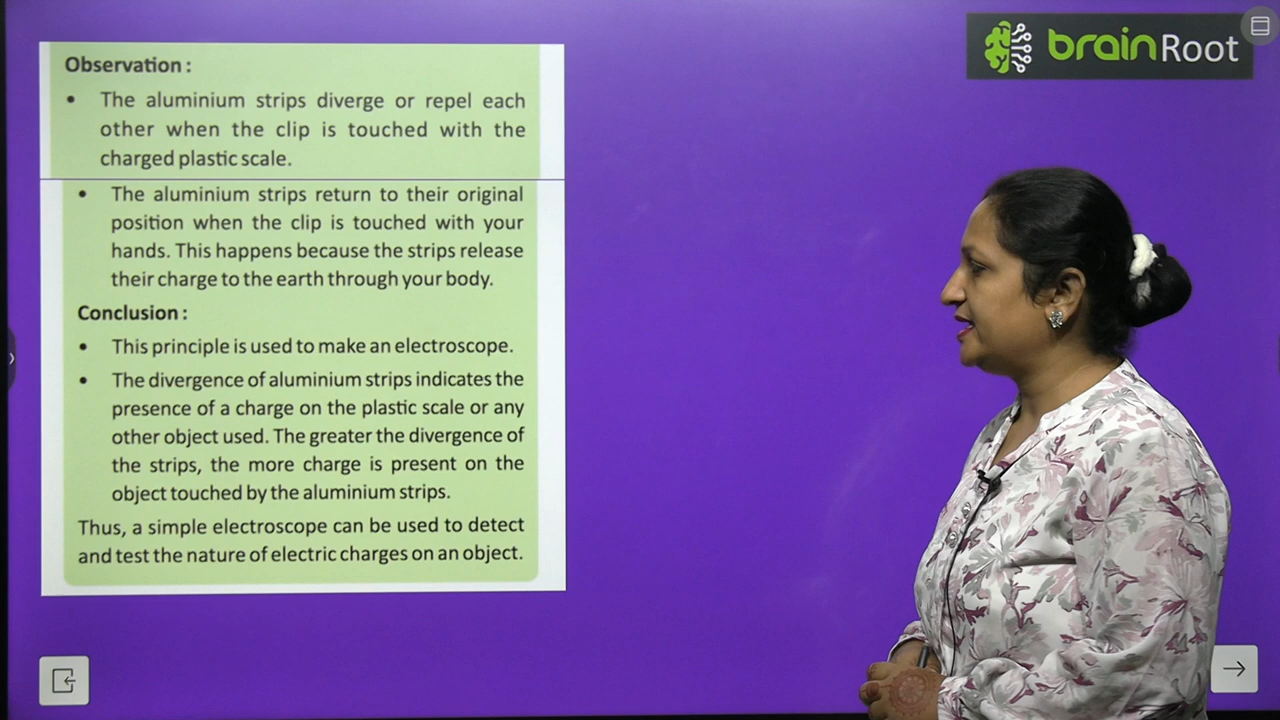 brainRoot
Observation :
• The aluminium strips diverge or repel each
other when the clip is touched with the
charged plastic scale.
• The aluminium strips return to their original
position when the clip is touched with your
hands. This happens because the strips release
their charge to the earth through your body.
Conclusion :
• This principle is used to make an electroscope.
• The divergence of aluminium strips indicates the
presence of a charge on the plastic scale or any
other object used. The greater the divergence of
the strips, the more charge is present on the
object touched by the aluminium strips.
Thus, a simple electroscope can be used to detect
and test the nature of electric charges on an object.